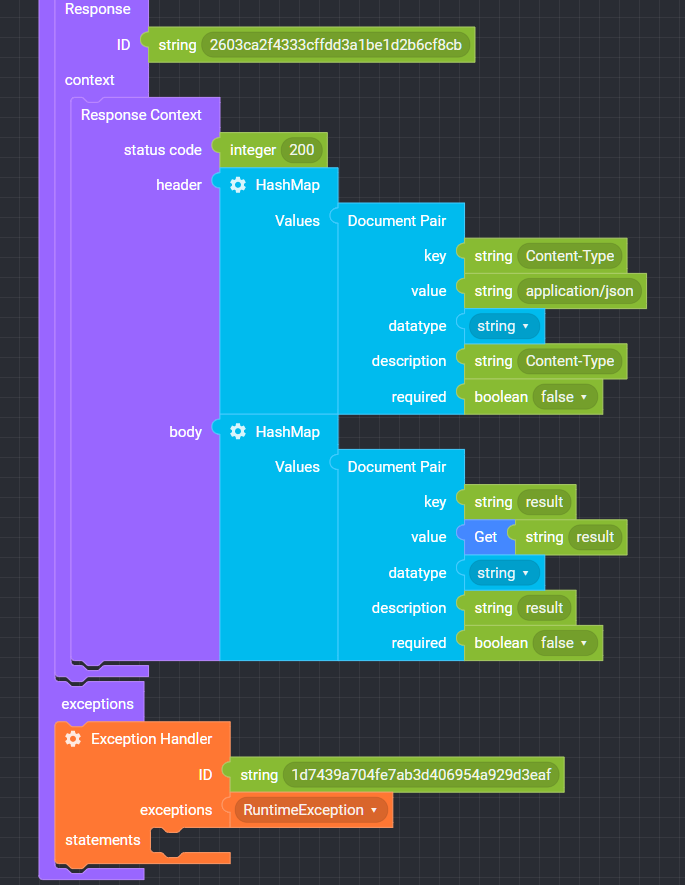 Response
ID string 2603ca2f4333cffdd3a1be1d2b6cf8cb
context
Response Context
status code integer 200
header HashMap
Values Document Pair
key string Content-Type
value string application/json
datatype string
description string Content-Type
required boolean false
body HashMap
Values Document Pair
key string result
value Get string result
datatype string
description string result
required boolean false
exceptions
Exception Handler
ID string 1d7439a704fe7ab3d406954a929d3eaf
exceptions RuntimeException
statements